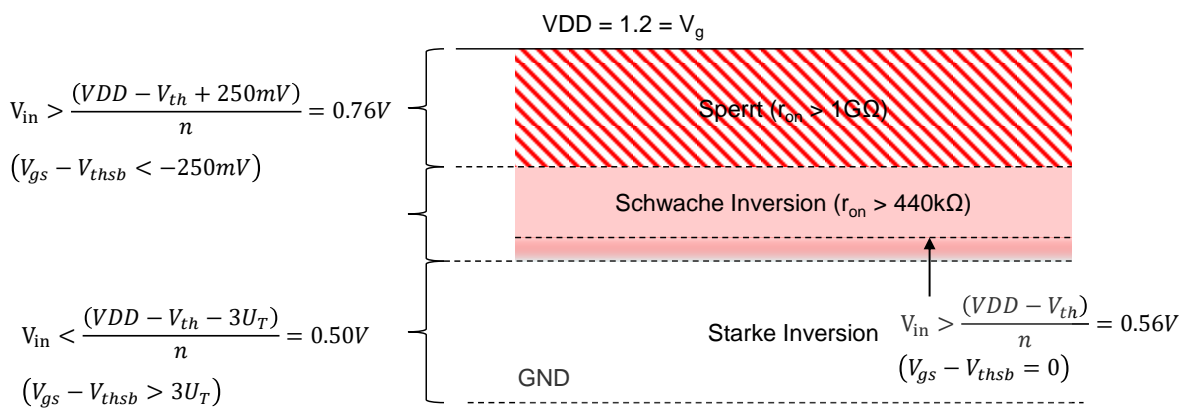 VDD = 1.2 = V_g
V_in > (VDD − V_th + 250mV) / n = 0.76V
(V_gs − V_thsb < −250mV)
Sperrt (r_on > 1GΩ)
Schwache Inversion (r_on > 440kΩ)
V_in < (VDD − V_th − 3U_T) / n = 0.50V
(V_gs − V_thsb > 3U_T)
Starke Inversion
V_in > (VDD − V_th) / n = 0.56V
(V_gs − V_thsb = 0)
GND